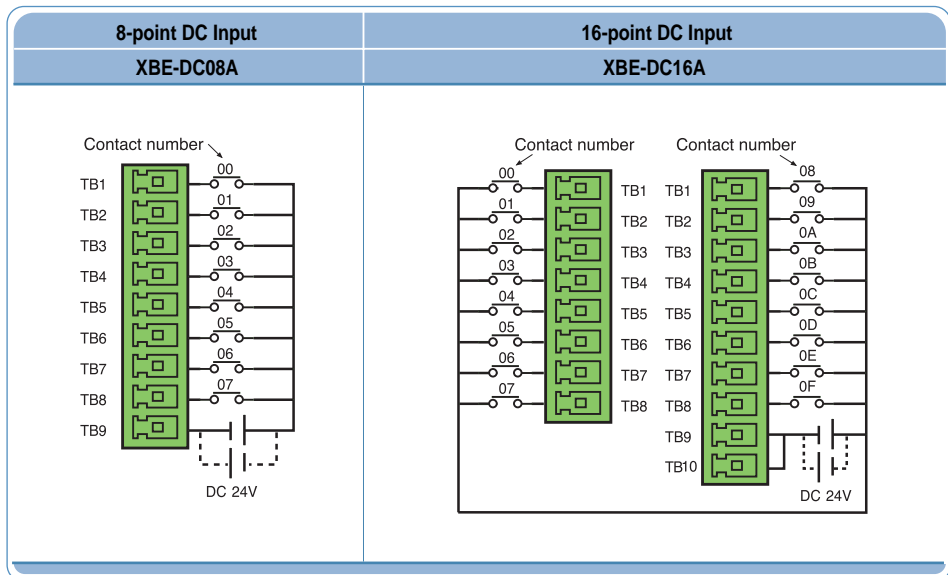 8-point DC Input
16-point DC Input
XBE-DC08A
XBE-DC16A
Contact number
00
TB1
01
TB2
02
TB3
03
TB4
04
TB5
05
TB6
06
TB7
07
TB8
TB9
DC 24V
Contact number
00
TB1
01
TB2
02
TB3
03
TB4
04
TB5
05
TB6
06
TB7
07
TB8
Contact number
08
TB1
09
TB2
0A
TB3
0B
TB4
0C
TB5
0D
TB6
0E
TB7
0F
TB8
TB9
TB10
DC 24V